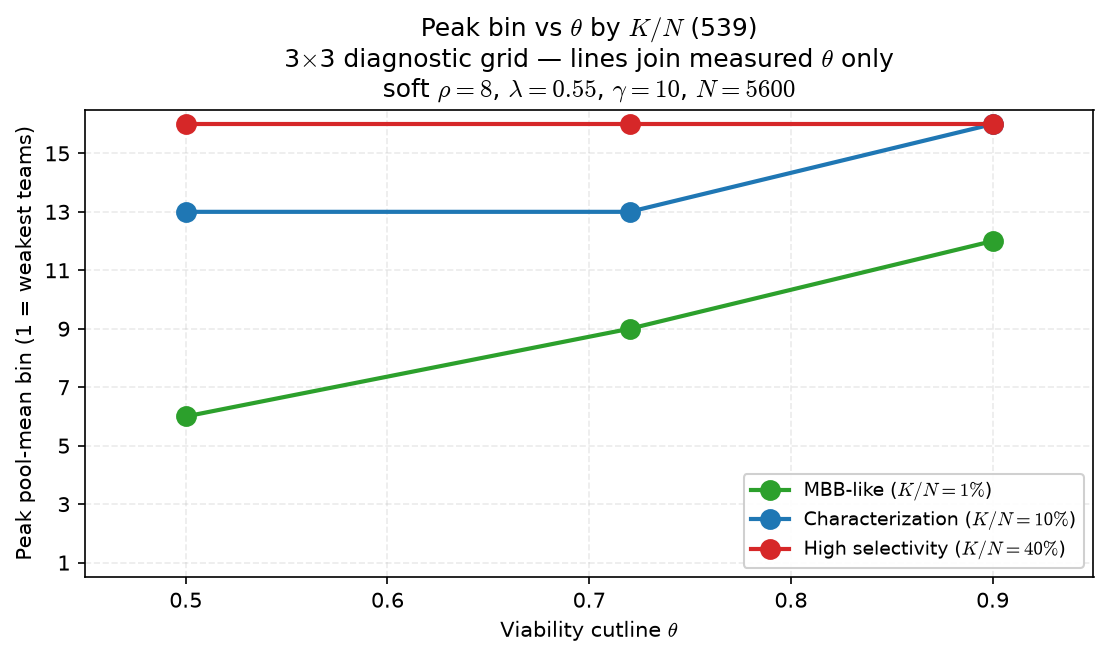 Peak bin vs θ by K/N (539)
3×3 diagnostic grid — lines join measured θ only
soft ρ = 8, λ = 0.55, γ = 10, N = 5600
Peak pool-mean bin (1 = weakest teams)
15
13
11
9
7
5
3
1
MBB-like (K/N = 1%)
Characterization (K/N = 10%)
High selectivity (K/N = 40%)
0.5 0.6 0.7 0.8 0.9
Viability cutline θ